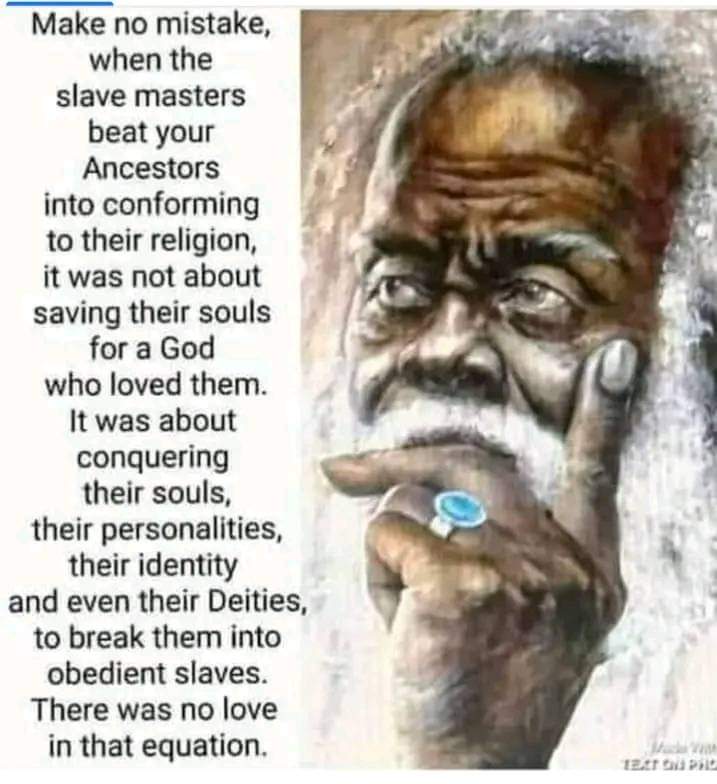 Make no mistake,
when the
slave masters
beat your
Ancestors
into conforming
to their religion,
it was not about
saving their souls
for a God
who loved them.
It was about
conquering
their souls,
their personalities,
their identity
and even their Deities,
to break them into
obedient slaves.
There was no love
in that equation.
Made With
TEXT ON PHO